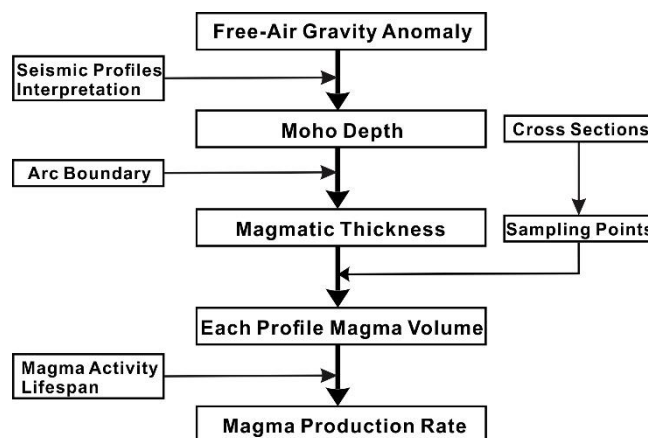 Free-Air Gravity Anomaly
Seismic Profiles
Interpretation
Moho Depth
Cross Sections
Arc Boundary
Magmatic Thickness
Sampling Points
Each Profile Magma Volume
Magma Activity
Lifespan
Magma Production Rate